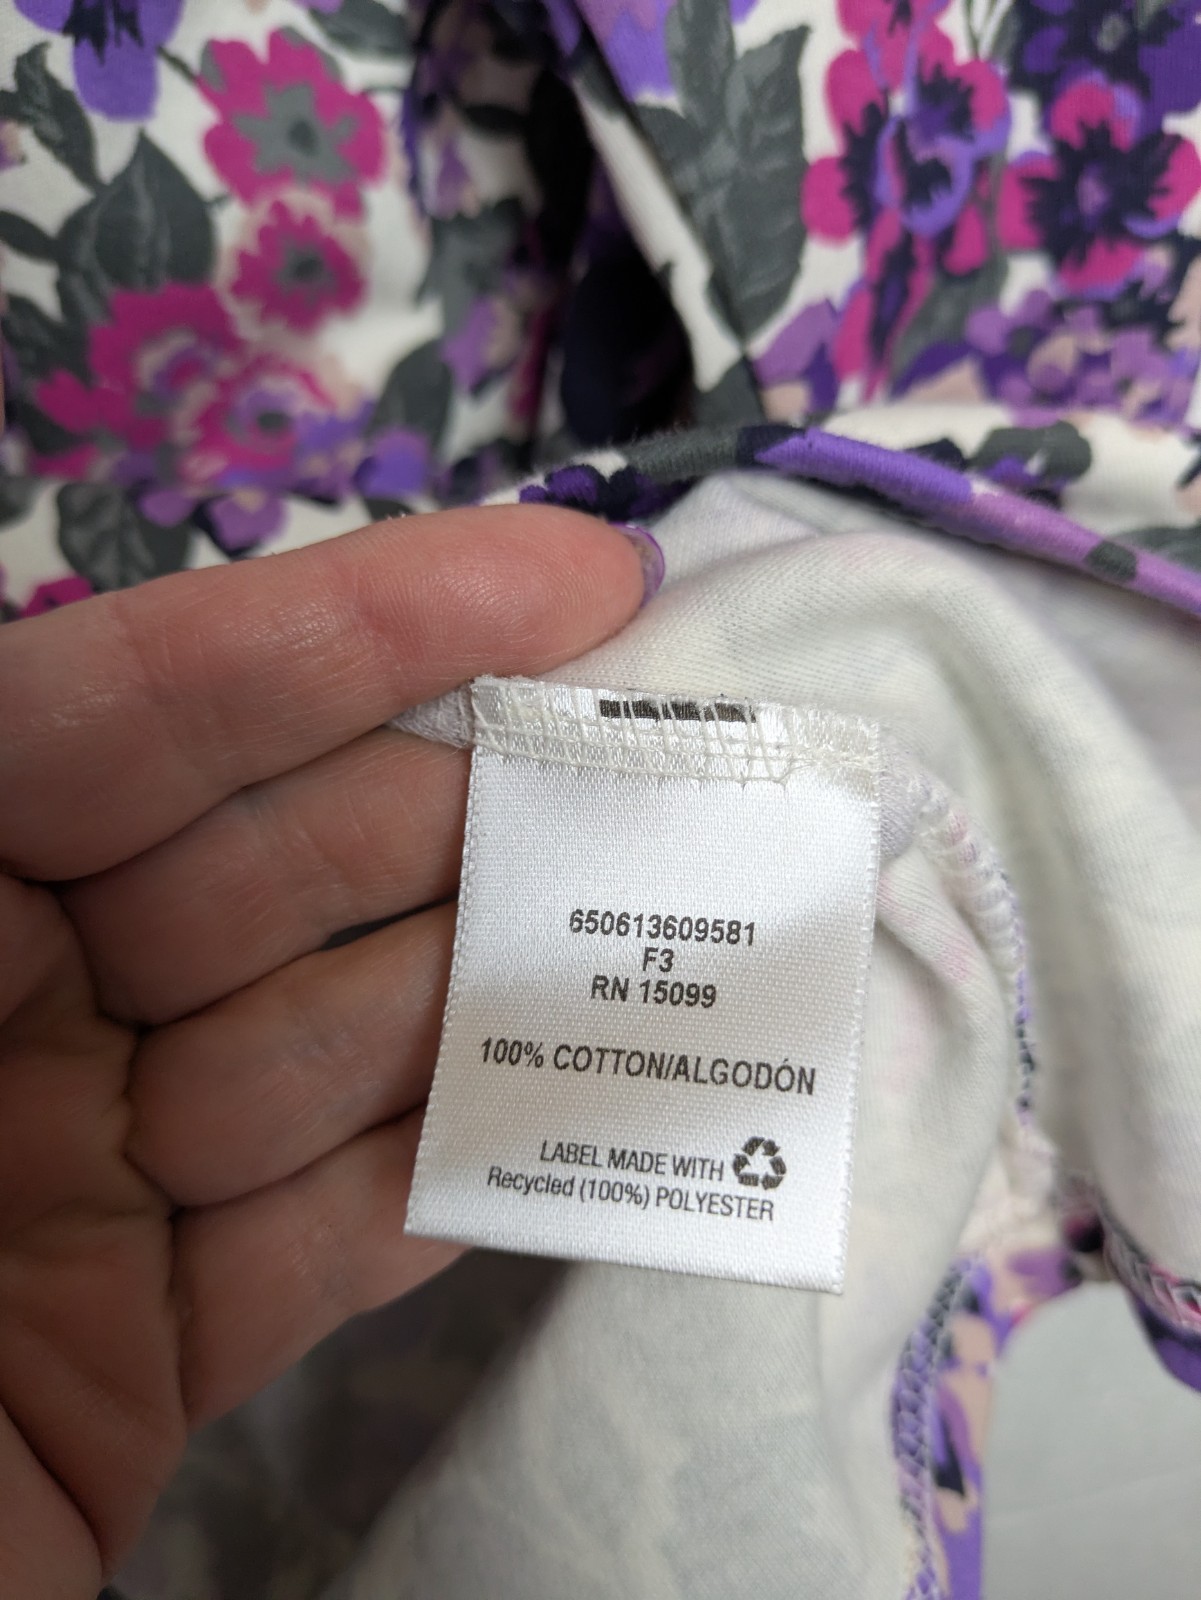 650613609581
F3
RN 15099
100% COTTON/ALGODÓN
LABEL MADE WITH
Recycled (100%) POLYESTER